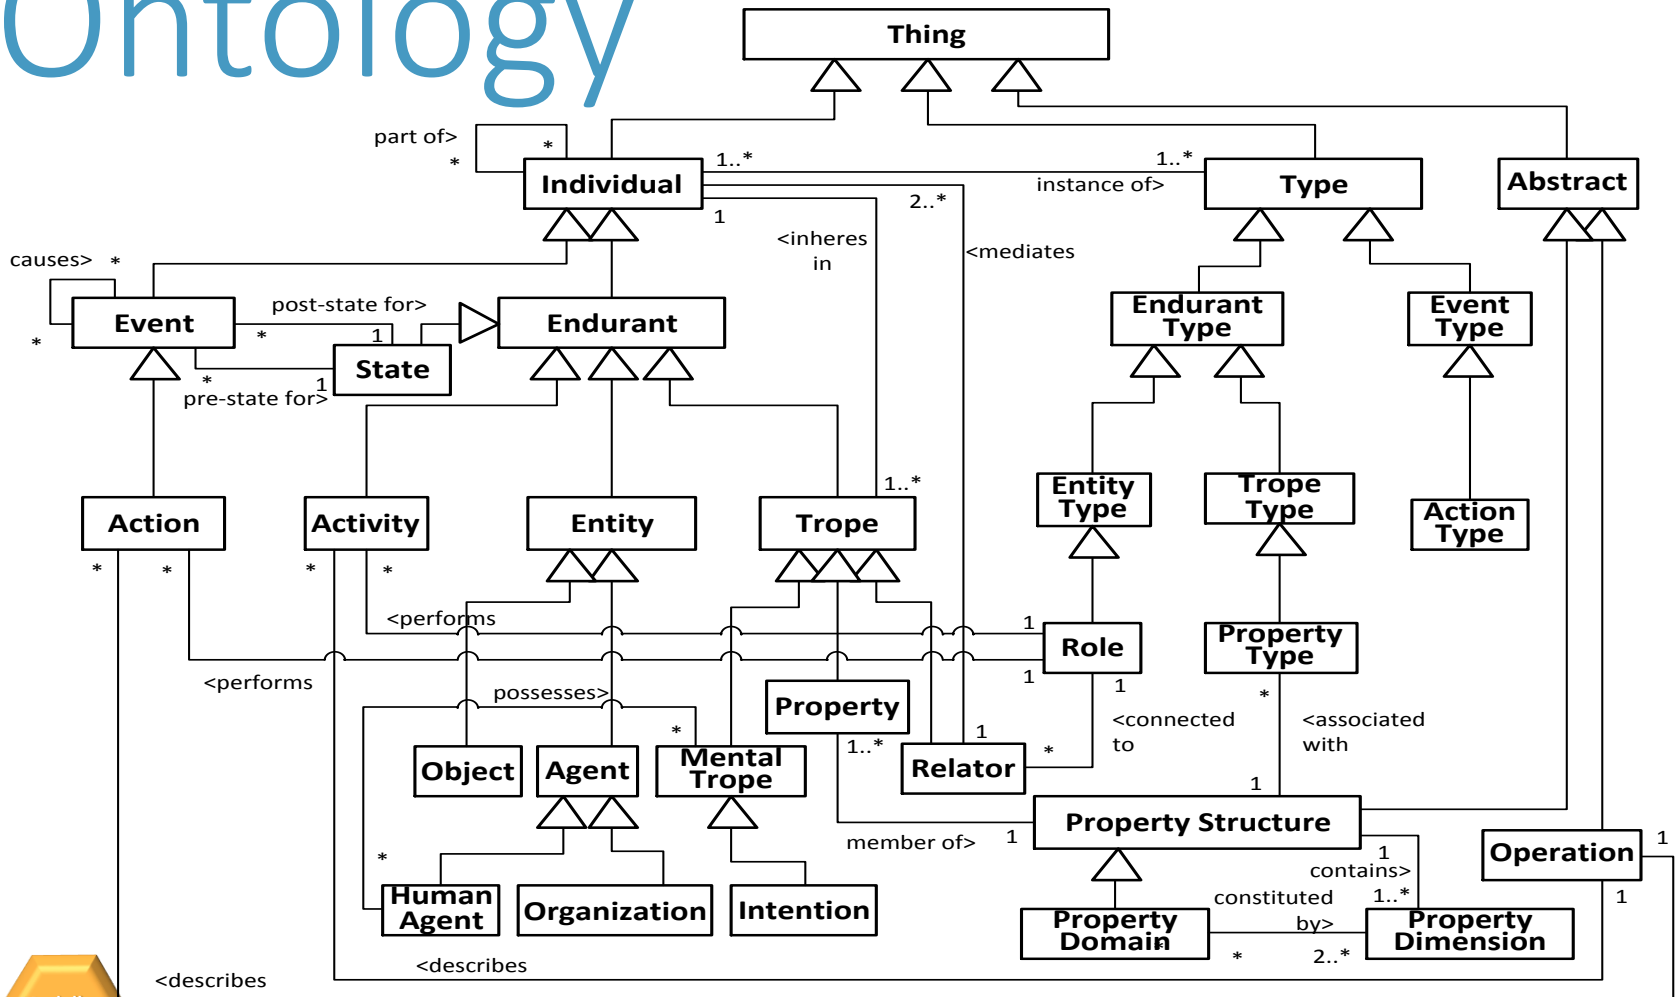 Ontology
Thing
part of>
*
*
Individual
1..*
1..*
instance of>
Type
Abstract
1
2..*
<inheres
in
<mediates
causes>
*
*
Event
post-state for>
*
1
State
*
1
pre-state for>
Endurant
Endurant
Type
Event
Type
1..*
Action
Activity
Entity
Trope
Entity
Type
Trope
Type
Action
Type
*
*
*
*
<performs
1
Role
1
1
Property
Type
*
<performs
possesses>
*
Property
1..*
1
*
<connected
to
<associated
with
1
Object
Agent
Mental
Trope
Relator
member of>
1
Property Structure
1
contains>
1..*
Operation
1
1
*
Human
Agent
Organization
Intention
Property
Domain
*
constituted
by>
*
2..*
Property
Dimension
<describes
<describes